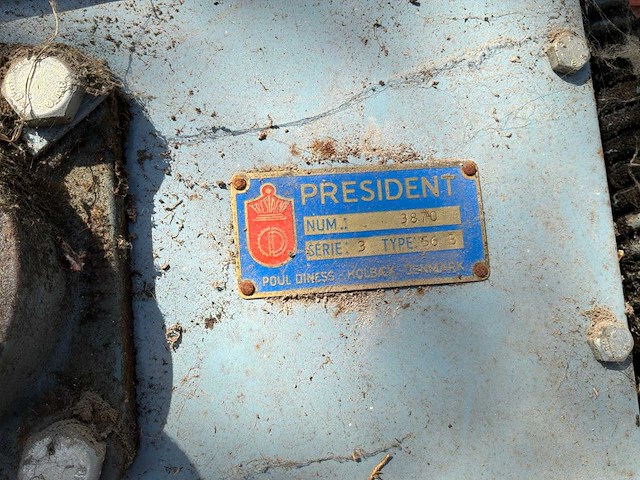 PRESIDENT
NUM.: 3870
SERIE: 3 TYPE 56 S
POUL DINESS - HOLBÆK - DENMARK